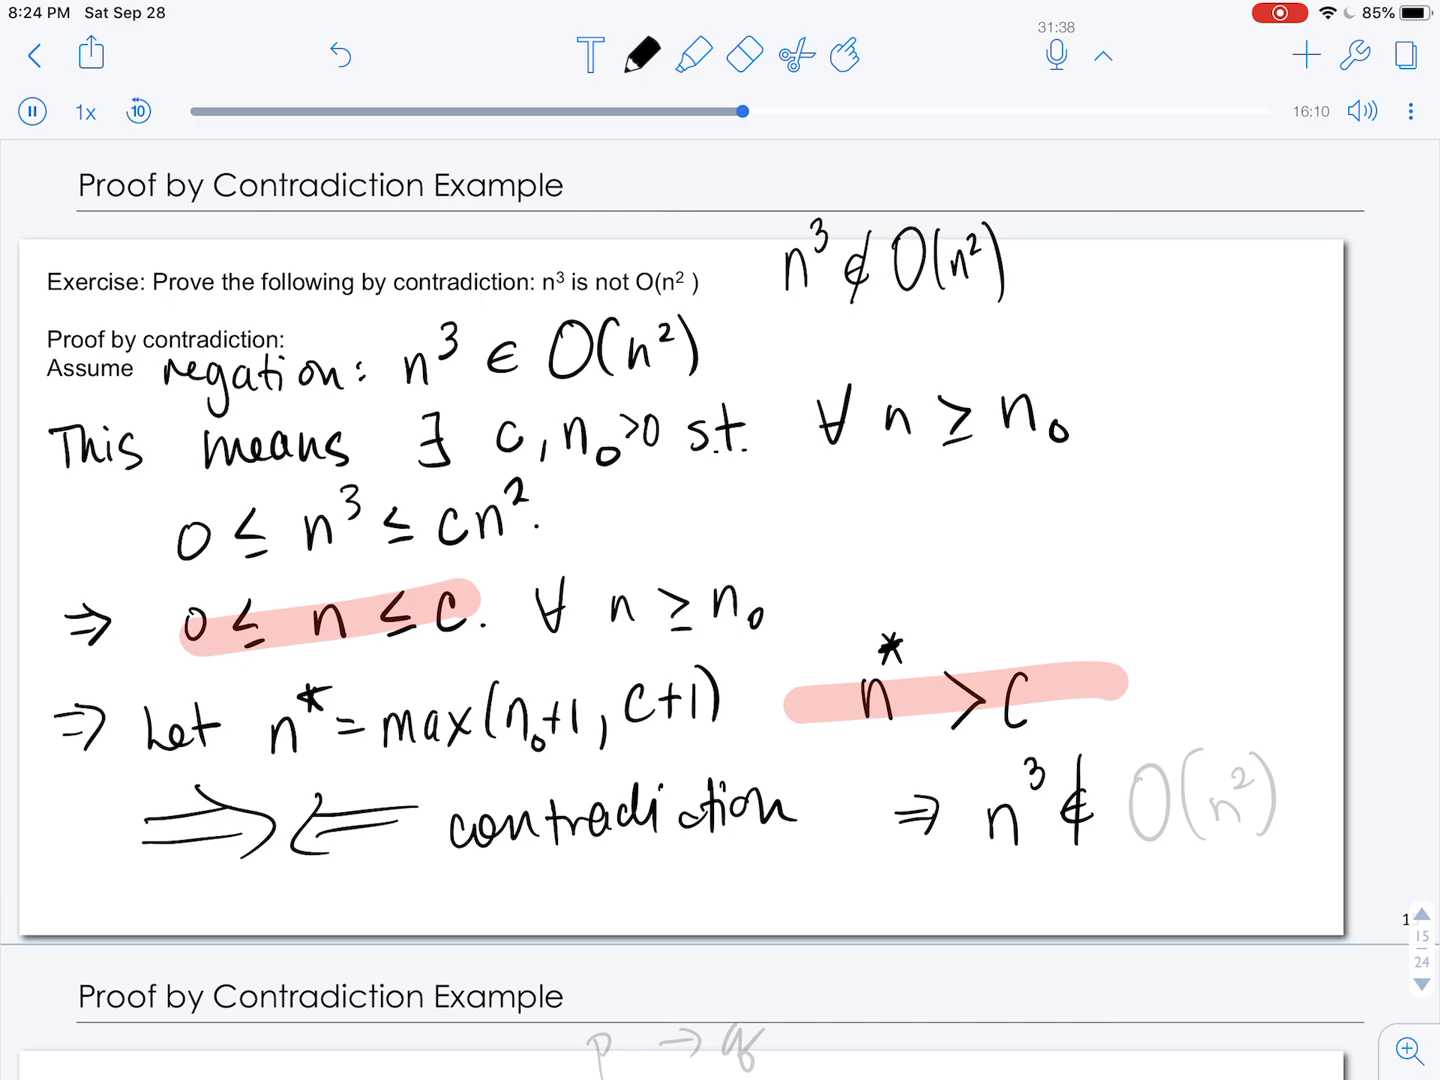 8:24 PM Sat Sep 28
85%
31:38
T
1x
10
16:10
Proof by Contradiction Example
n³ ∉ O(n²)
Exercise: Prove the following by contradiction: n³ is not O(n² )
Proof by contradiction:
Assume negation: n³ ∈ O(n²)
This means ∃ c, n₀>0 s.t. ∀ n ≥ n₀
0 ≤ n³ ≤ cn².
⇒ 0 ≤ n ≤ c. ∀ n ≥ n₀
⇒ Let n* = max(n₀+1, c+1) n* > c
⇒⇐ contradiction ⇒ n³ ∉ O(n²)
15
24
Proof by Contradiction Example
p → q